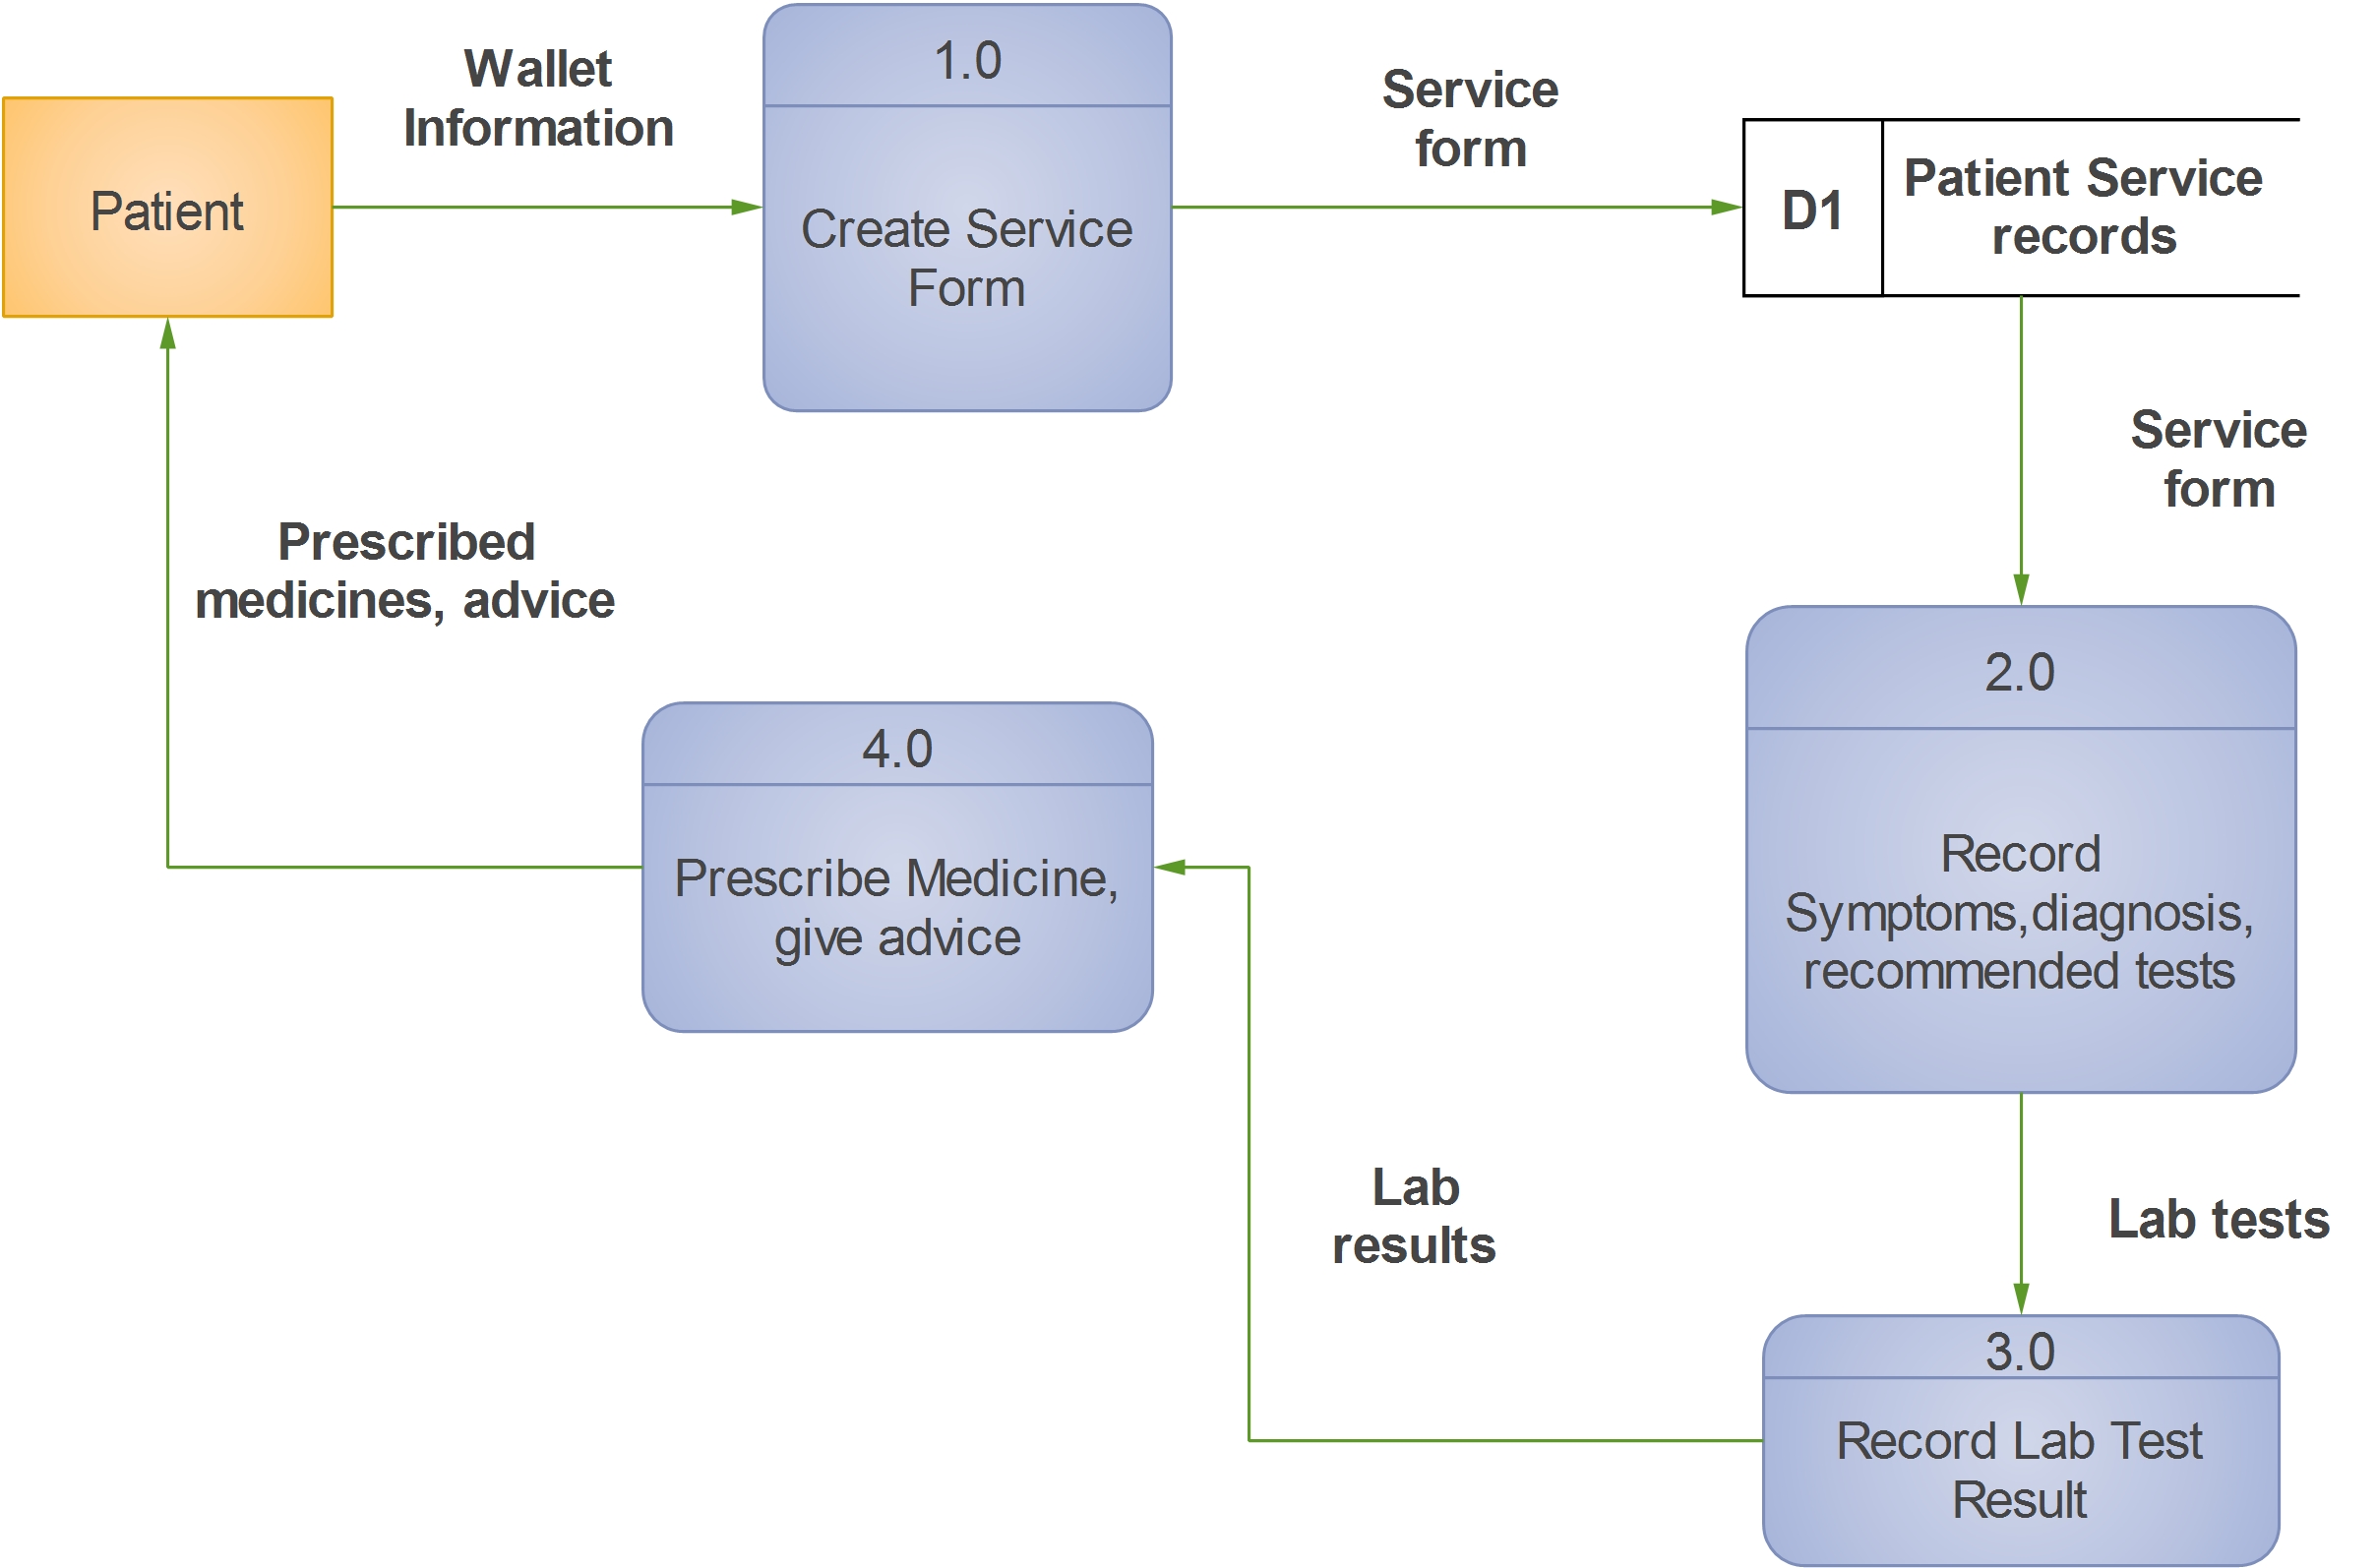 Patient
Wallet
Information
1.0
Create Service
Form
Service
form
D1
Patient Service
records
Service
form
2.0
Record
Symptoms,diagnosis,
recommended tests
Lab tests
3.0
Record Lab Test
Result
Lab
results
4.0
Prescribe Medicine,
give advice
Prescribed
medicines, advice